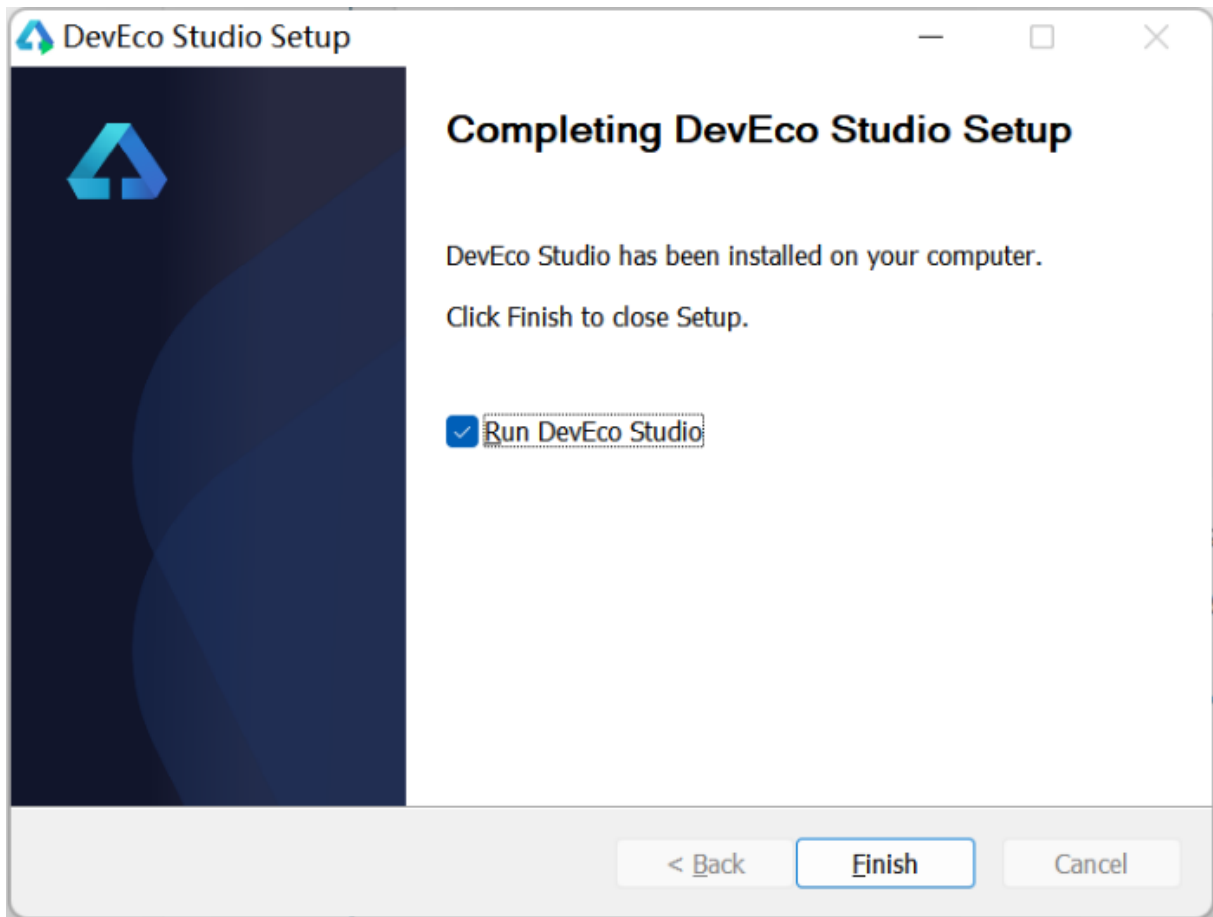 DevEco Studio Setup
Completing DevEco Studio Setup
DevEco Studio has been installed on your computer.
Click Finish to close Setup.
Run DevEco Studio
< Back Finish Cancel